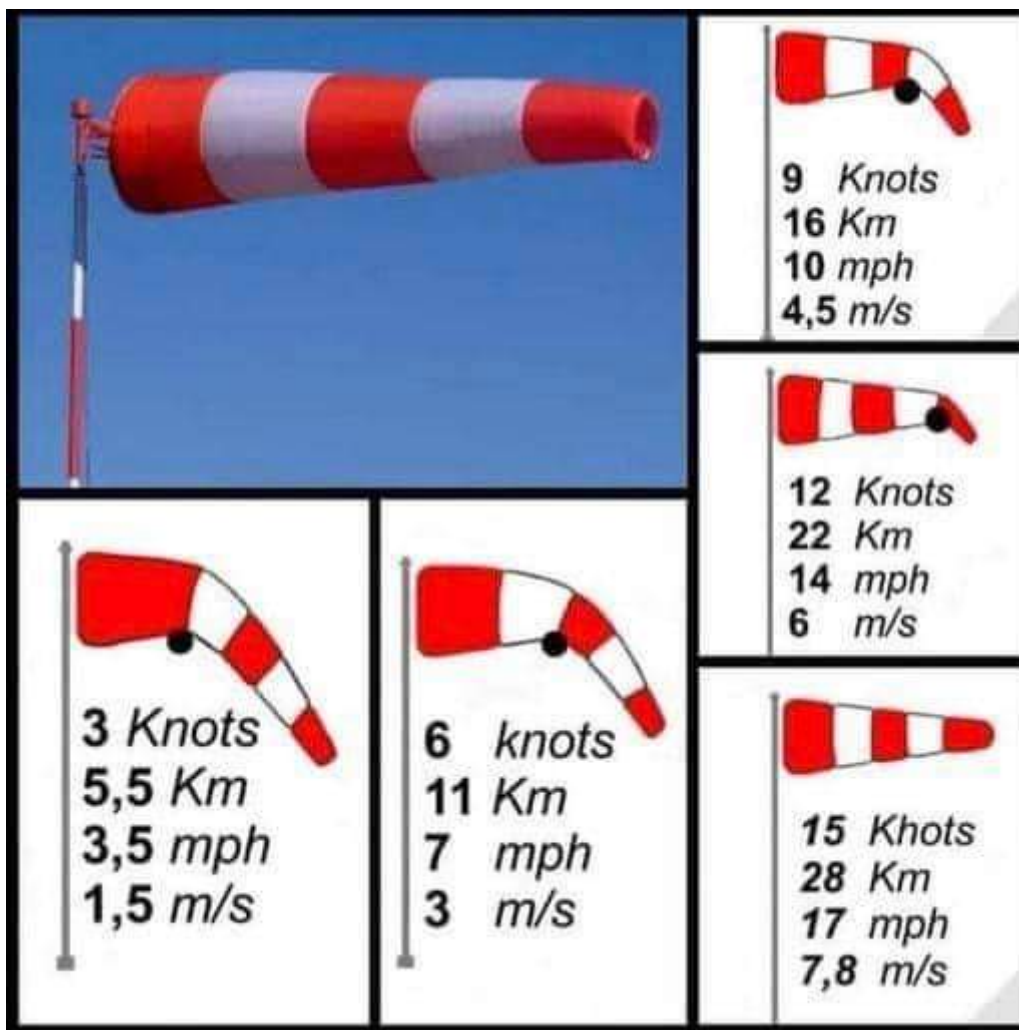 9 Knots
16 Km
10 mph
4,5 m/s
12 Knots
22 Km
14 mph
6 m/s
3 Knots
5,5 Km
3,5 mph
1,5 m/s
6 knots
11 Km
7 mph
3 m/s
15 Khots
28 Km
17 mph
7,8 m/s